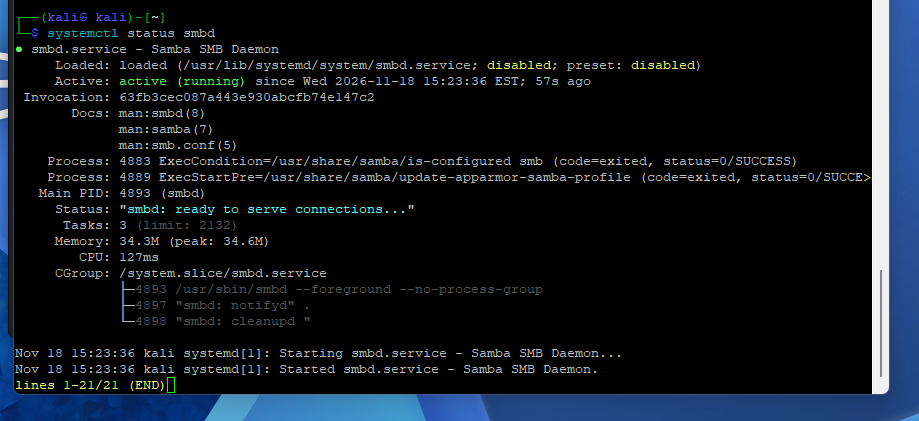 ┌──(kali㉿ kali)-[~]
└─$ systemctl status smbd
● smbd.service - Samba SMB Daemon
     Loaded: loaded (/usr/lib/systemd/system/smbd.service; disabled; preset: disabled)
     Active: active (running) since Wed 2026-11-18 15:23:36 EST; 57s ago
 Invocation: 63fb3cec087a443e930abcfb74e147c2
       Docs: man:smbd(8)
             man:samba(7)
             man:smb.conf(5)
    Process: 4883 ExecCondition=/usr/share/samba/is-configured smb (code=exited, status=0/SUCCESS)
    Process: 4889 ExecStartPre=/usr/share/samba/update-apparmor-samba-profile (code=exited, status=0/SUCCE>
   Main PID: 4893 (smbd)
     Status: "smbd: ready to serve connections..."
      Tasks: 3 (limit: 2132)
     Memory: 34.3M (peak: 34.6M)
        CPU: 127ms
     CGroup: /system.slice/smbd.service
             ├─4893 /usr/sbin/smbd --foreground --no-process-group
             ├─4897 "smbd: notifyd" .
             └─4898 "smbd: cleanupd "

Nov 18 15:23:36 kali systemd[1]: Starting smbd.service - Samba SMB Daemon...
Nov 18 15:23:36 kali systemd[1]: Started smbd.service - Samba SMB Daemon.
lines 1-21/21 (END)